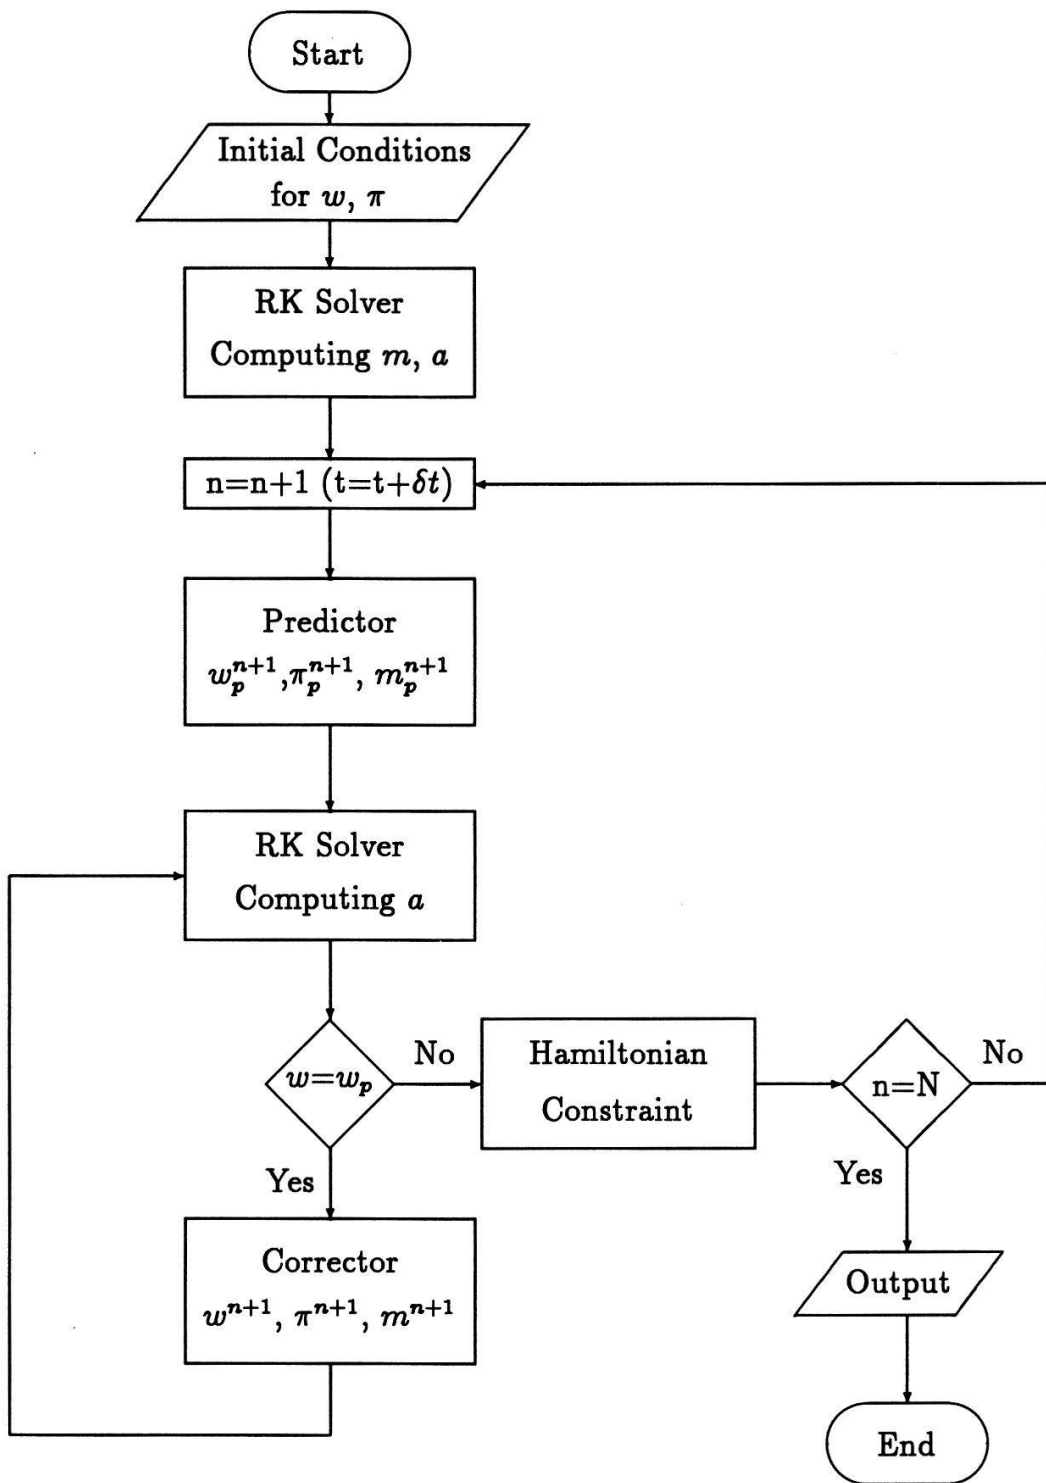 Start
Initial Conditions
for w, π
RK Solver
Computing m, a
n=n+1 (t=t+δt)
Predictor
w_p^{n+1},π_p^{n+1}, m_p^{n+1}
RK Solver
Computing a
w=w_p
No
Hamiltonian
Constraint
n=N
No
Yes
Yes
Corrector
w^{n+1}, π^{n+1}, m^{n+1}
Output
End